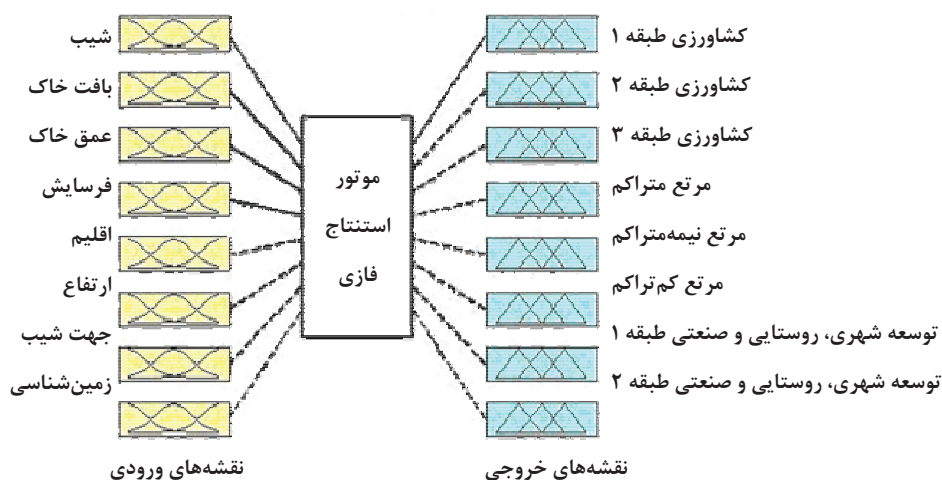 شیب
بافت خاک
عمق خاک
فرسایش
اقلیم
ارتفاع
جهت شیب
زمین‌شناسی
نقشه‌های ورودی
موتور
استنتاج
فازی
کشاورزی طبقه ۱
کشاورزی طبقه ۲
کشاورزی طبقه ۳
مرتع متراکم
مرتع نیمه‌متراکم
مرتع کم‌تراکم
توسعه شهری، روستایی و صنعتی طبقه ۱
توسعه شهری، روستایی و صنعتی طبقه ۲
نقشه‌های خروجی